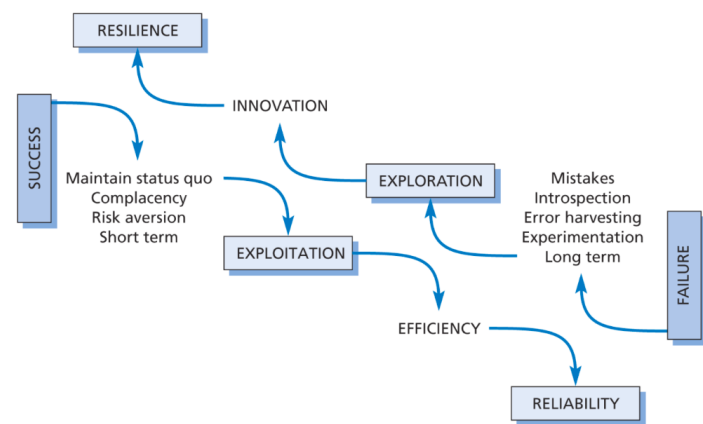 RESILIENCE
INNOVATION
SUCCESS
Maintain status quo
Complacency
Risk aversion
Short term
EXPLORATION
Mistakes
Introspection
Error harvesting
Experimentation
Long term
EXPLOITATION
FAILURE
EFFICIENCY
RELIABILITY